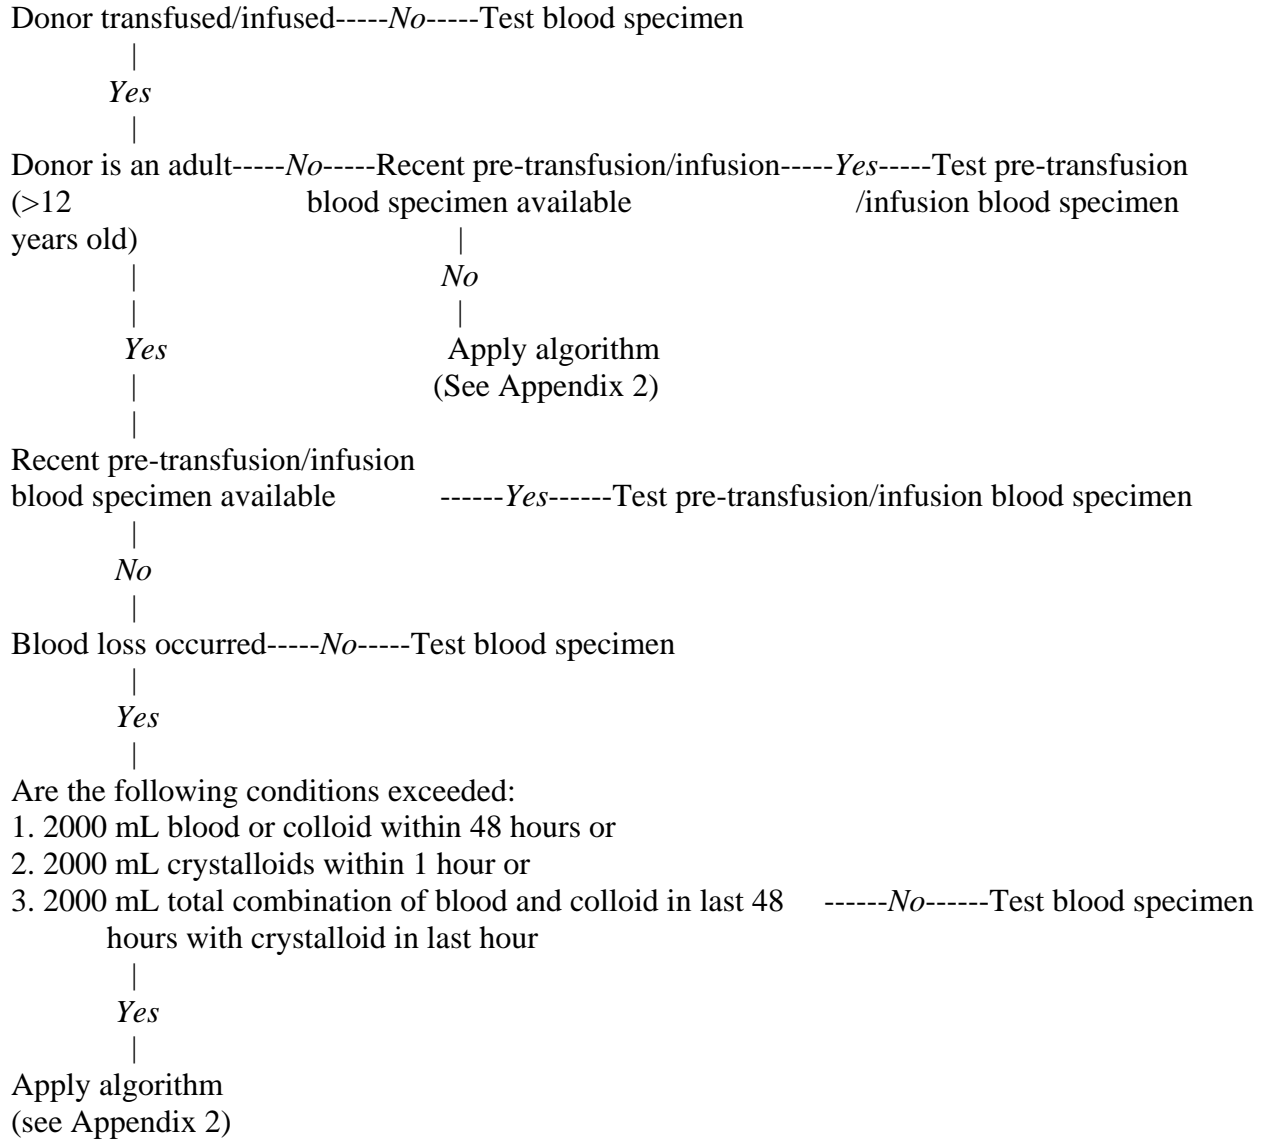 Donor transfused/infused-----No-----Test blood specimen
|
Yes
|
Donor is an adult-----No-----Recent pre-transfusion/infusion-----Yes-----Test pre-transfusion
(>12 blood specimen available /infusion blood specimen
years old) |
| No
| |
Yes Apply algorithm
| (See Appendix 2)
|
Recent pre-transfusion/infusion
blood specimen available ------Yes------Test pre-transfusion/infusion blood specimen
|
No
|
Blood loss occurred-----No-----Test blood specimen
|
Yes
|
Are the following conditions exceeded:
1. 2000 mL blood or colloid within 48 hours or
2. 2000 mL crystalloids within 1 hour or
3. 2000 mL total combination of blood and colloid in last 48 ------No------Test blood specimen
hours with crystalloid in last hour
|
Yes
|
Apply algorithm
(see Appendix 2)